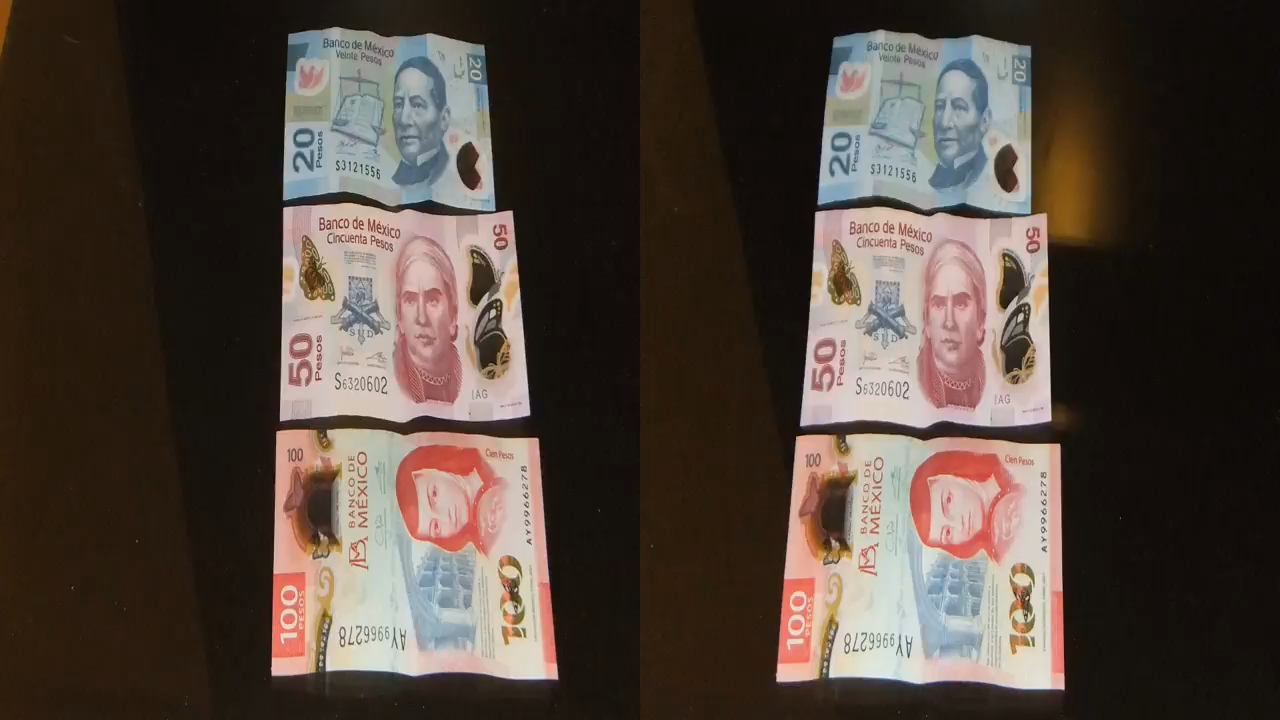 Banco de México
Veinte Pesos
20
20
Pesos
S3121556
Banco de México
Cincuenta Pesos
50
SUD
50
Pesos
S6320602
IAG
100
BANCO DE
MÉXICO
Cien Pesos
AY9966278
100
PESOS
AY9966278
100
Banco de México
Veinte Pesos
20
20
Pesos
S3121556
Banco de México
Cincuenta Pesos
50
SUD
50
Pesos
S6320602
IAG
100
BANCO DE
MÉXICO
Cien Pesos
AY9966278
100
PESOS
AY9966278
100